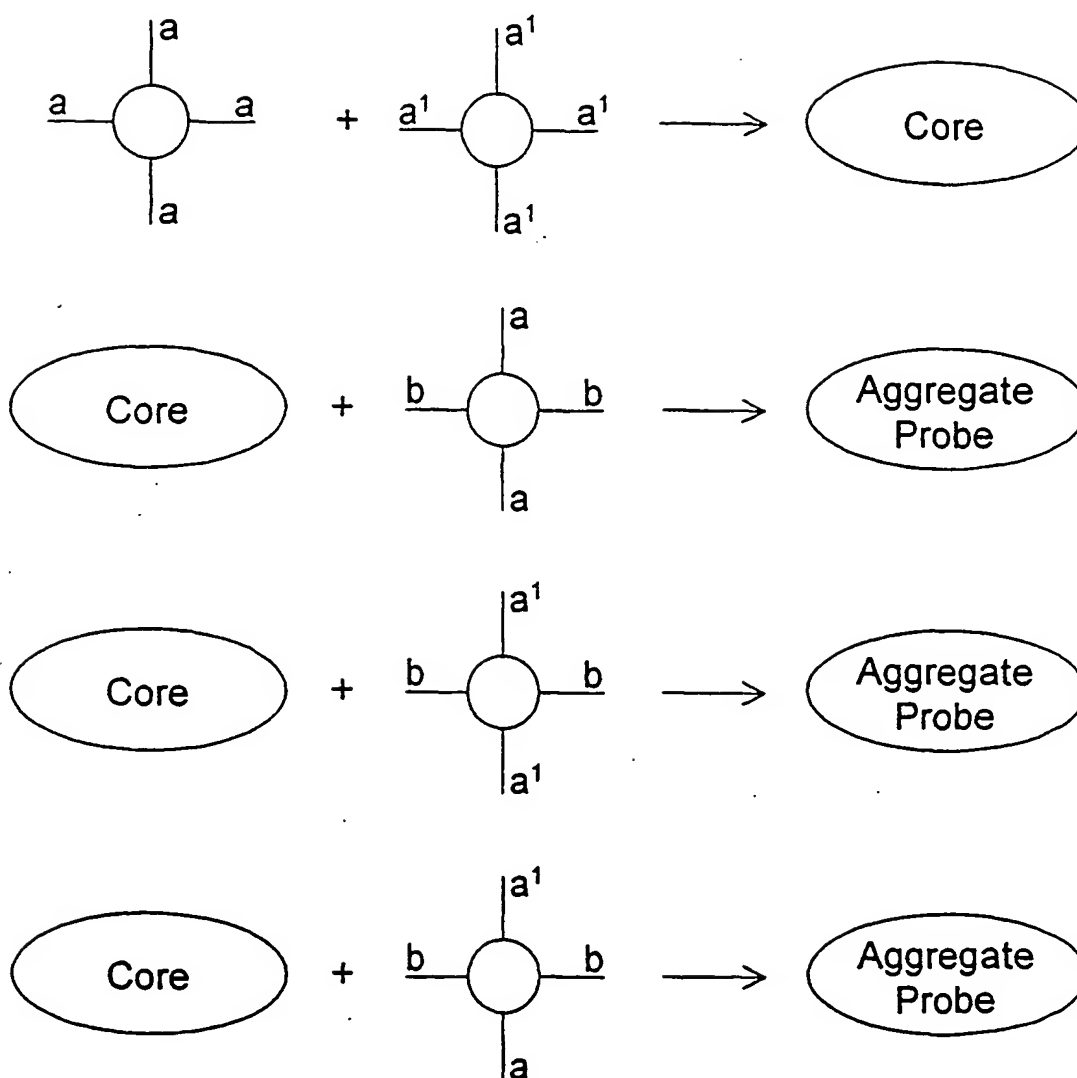 a
a a
a
+
a¹
a¹ a¹
a¹
Core
Core
+
a
b b
a
Aggregate
Probe
Core
+
a¹
b b
a¹
Aggregate
Probe
Core
+
a¹
b b
a
Aggregate
Probe